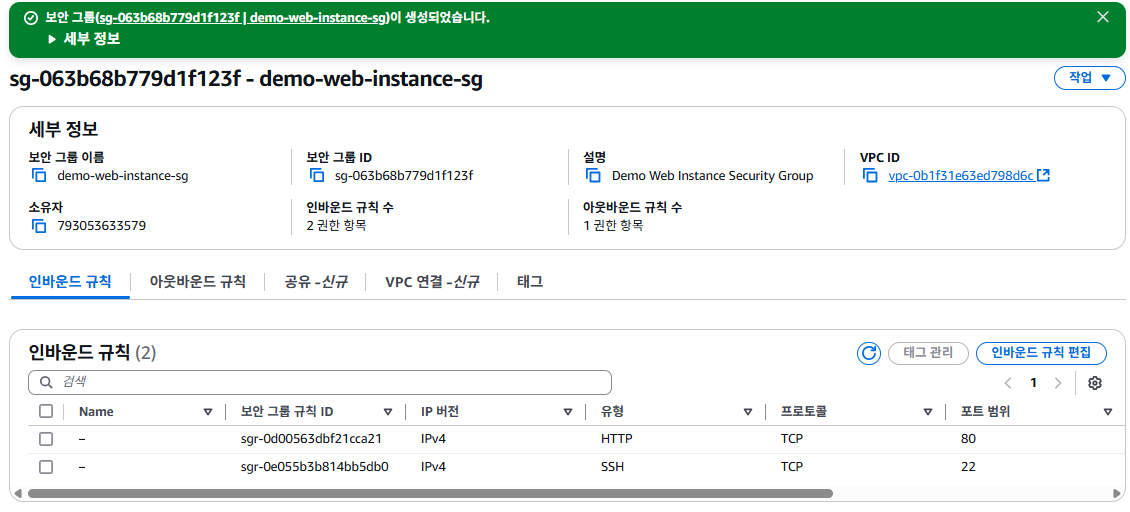 보안 그룹(sg-063b68b779d1f123f | demo-web-instance-sg)이 생성되었습니다.
세부 정보
sg-063b68b779d1f123f - demo-web-instance-sg
작업
세부 정보
보안 그룹 이름
demo-web-instance-sg
보안 그룹 ID
sg-063b68b779d1f123f
설명
Demo Web Instance Security Group
VPC ID
vpc-0b1f31e63ed798d6c
소유자
793053633579
인바운드 규칙 수
2 권한 항목
아웃바운드 규칙 수
1 권한 항목
인바운드 규칙 아웃바운드 규칙 공유 -신규 VPC 연결 -신규 태그
인바운드 규칙 (2)
태그 관리 인바운드 규칙 편집
검색
1
Name 보안 그룹 규칙 ID IP 버전 유형 프로토콜 포트 범위
– sgr-0d00563dbf21cca21 IPv4 HTTP TCP 80
– sgr-0e055b3b814bb5db0 IPv4 SSH TCP 22